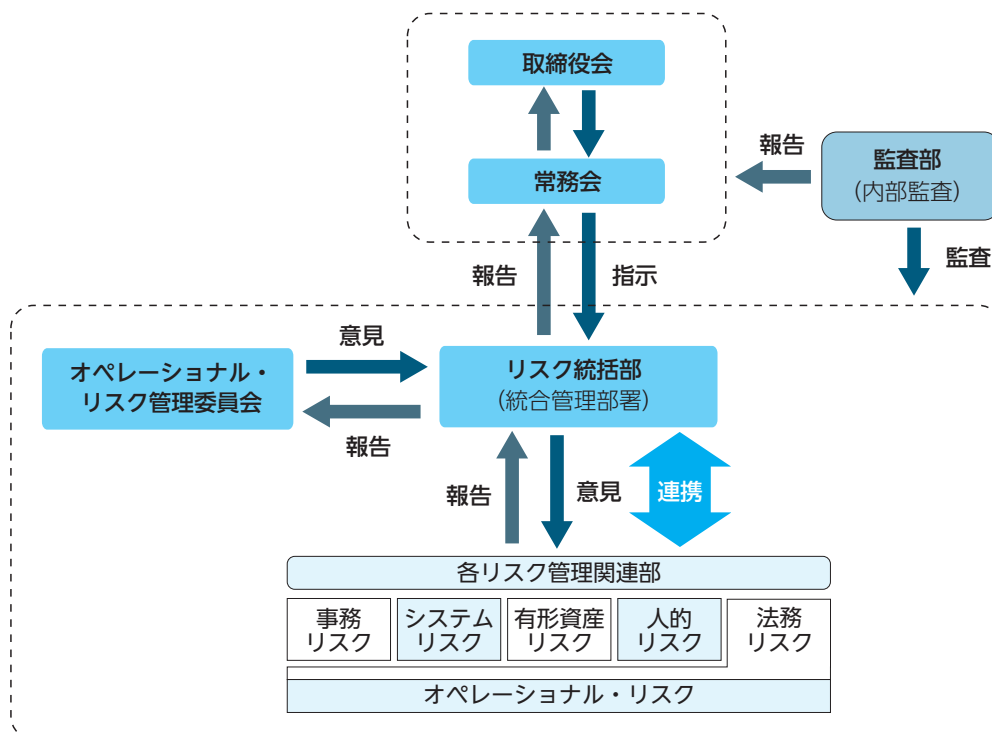 取締役会
常務会
報告
監査部
（内部監査）
監査
報告
指示
意見
オペレーショナル・
リスク管理委員会
報告
リスク統括部
（統合管理部署）
報告
意見
連携
各リスク管理関連部
事務
リスク
システム
リスク
有形資産
リスク
人的
リスク
法務
リスク
オペレーショナル・リスク